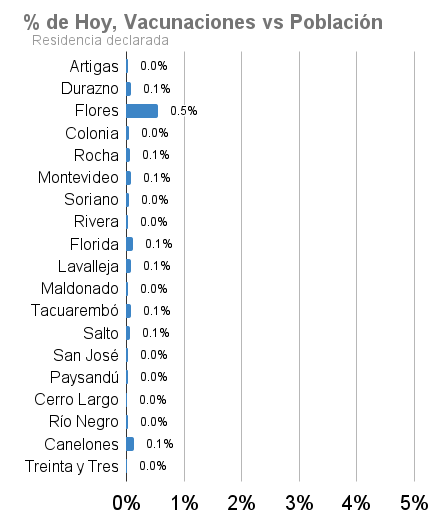 % de Hoy, Vacunaciones vs Población
Residencia declarada
Artigas 0.0%
Durazno 0.1%
Flores 0.5%
Colonia 0.0%
Rocha 0.1%
Montevideo 0.1%
Soriano 0.0%
Rivera 0.0%
Florida 0.1%
Lavalleja 0.1%
Maldonado 0.0%
Tacuarembó 0.1%
Salto 0.1%
San José 0.0%
Paysandú 0.0%
Cerro Largo 0.0%
Río Negro 0.0%
Canelones 0.1%
Treinta y Tres 0.0%
0% 1% 2% 3% 4% 5%